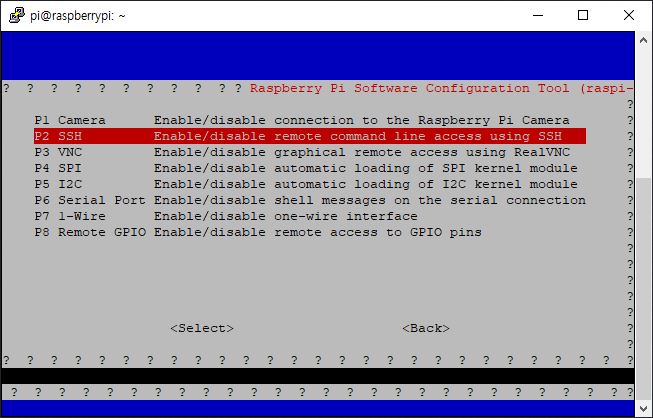 pi@raspberrypi: ~
? ? ? ? ? ? ? ? ? ? ? Raspberry Pi Software Configuration Tool (raspi-
?
P1 Camera Enable/disable connection to the Raspberry Pi Camera ?
P2 SSH Enable/disable remote command line access using SSH ?
P3 VNC Enable/disable graphical remote access using RealVNC ?
P4 SPI Enable/disable automatic loading of SPI kernel module ?
P5 I2C Enable/disable automatic loading of I2C kernel module ?
P6 Serial Port Enable/disable shell messages on the serial connection ?
P7 1-Wire Enable/disable one-wire interface ?
P8 Remote GPIO Enable/disable remote access to GPIO pins ?
?
?
?
?
?
<Select> <Back> ?
?
? ? ? ? ? ? ? ? ? ? ? ? ? ? ? ? ? ? ? ? ? ? ? ? ? ? ?
? ? ? ? ? ? ? ? ? ? ? ? ? ? ? ? ? ? ? ? ? ? ? ? ? ?